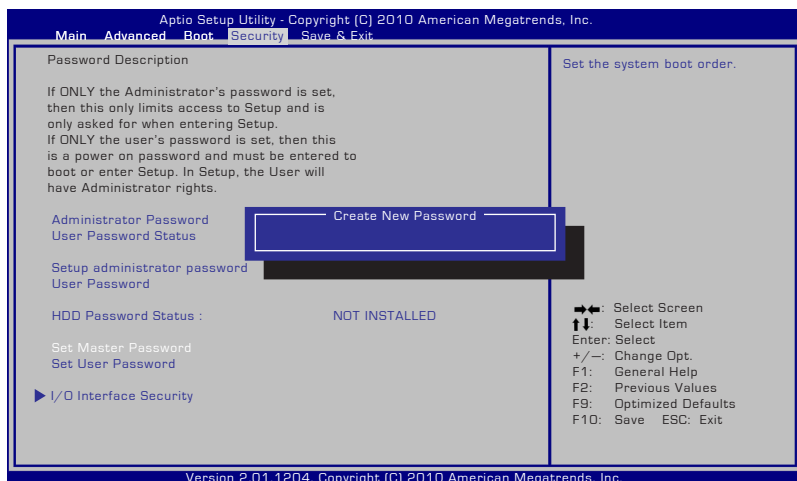 Aptio Setup Utility - Copyright (C) 2010 American Megatrends, Inc.
Main Advanced Boot Security Save & Exit
Password Description
If ONLY the Administrator's password is set,
then this only limits access to Setup and is
only asked for when entering Setup.
If ONLY the user's password is set, then this
is a power on password and must be entered to
boot or enter Setup. In Setup, the User will
have Administrator rights.
Administrator Password
User Password Status
Create New Password
Setup administrator password
User Password
HDD Password Status : NOT INSTALLED
Set Master Password
Set User Password
I/O Interface Security
Set the system boot order.
→←: Select Screen
↑↓: Select Item
Enter: Select
+/—: Change Opt.
F1: General Help
F2: Previous Values
F9: Optimized Defaults
F10: Save ESC: Exit
Version 2.01.1204. Copyright (C) 2010 American Megatrends, Inc.